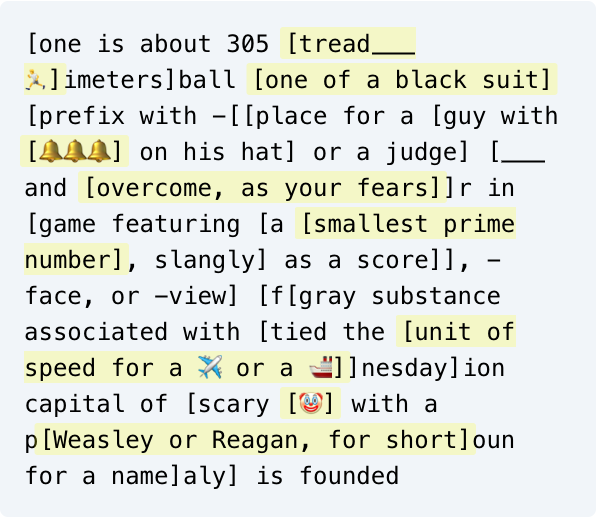 [one is about 305 [tread___
🏃]imeters]ball [one of a black suit]
[prefix with -[[place for a [guy with
[🔔🔔🔔] on his hat] or a judge] [___
and [overcome, as your fears]]r in
[game featuring [a [smallest prime
number], slangly] as a score]], -
face, or -view] [f[gray substance
associated with [tied the [unit of
speed for a ✈️ or a 🚢]]nesday]ion
capital of [scary [🤡] with a
p[Weasley or Reagan, for short]oun
for a name]aly] is founded